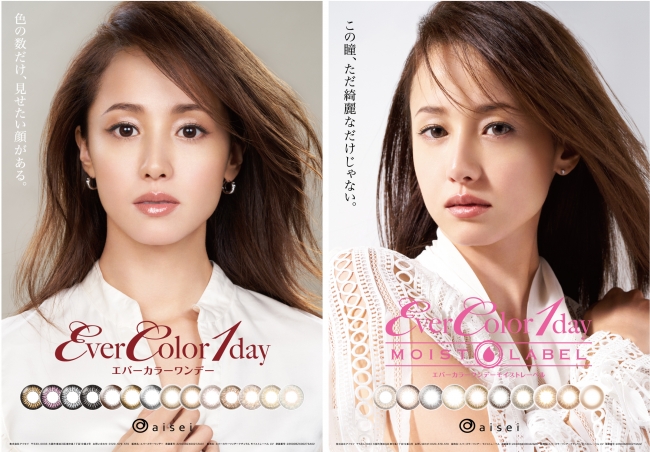 色の数だけ、見せたい顔がある。
EverColor1day
エバーカラーワンデー
aisei
この瞳、ただ綺麗なだけじゃない。
EverColor1day
MOIST LABEL
エバーカラーワンデーモイストレーベル
aisei